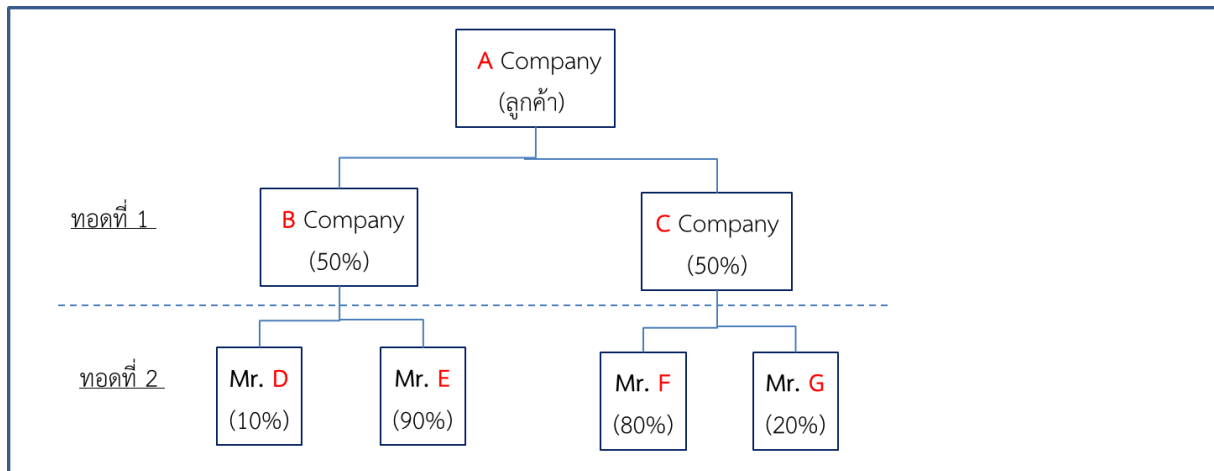 A Company
(ลูกค้า)
ทอดที่ 1
B Company
(50%)
C Company
(50%)
ทอดที่ 2
Mr. D
(10%)
Mr. E
(90%)
Mr. F
(80%)
Mr. G
(20%)